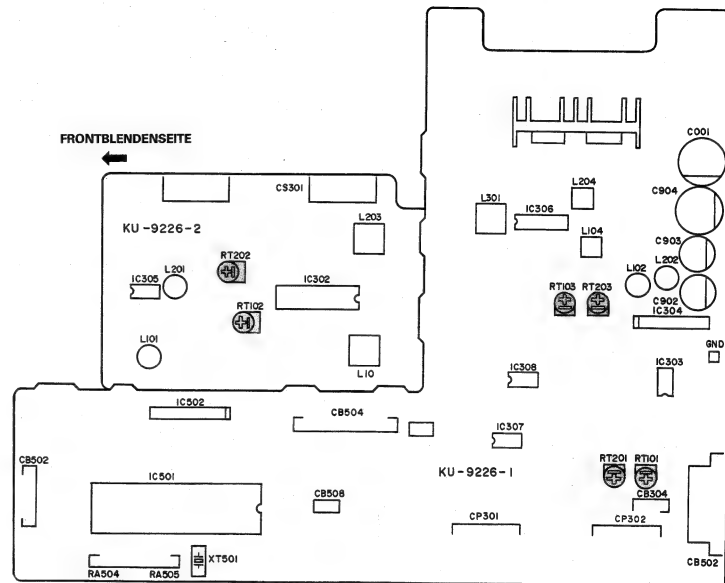 FRONTBLENDENSEITE
KU-9226-2
CS301
L203
RT202
IC305
L201
IC302
RT102
L101
L10
C001
L204
C904
L301
IC306
L104
C903
L202
L102
RT103
RT203
C902
IC304
GND
IC308
IC303
IC502
CB504
IC307
CB502
IC501
KU-9226-1
RT201
RT101
CB508
CB304
CP301
CP302
RA504
RA505
XT501
CB502